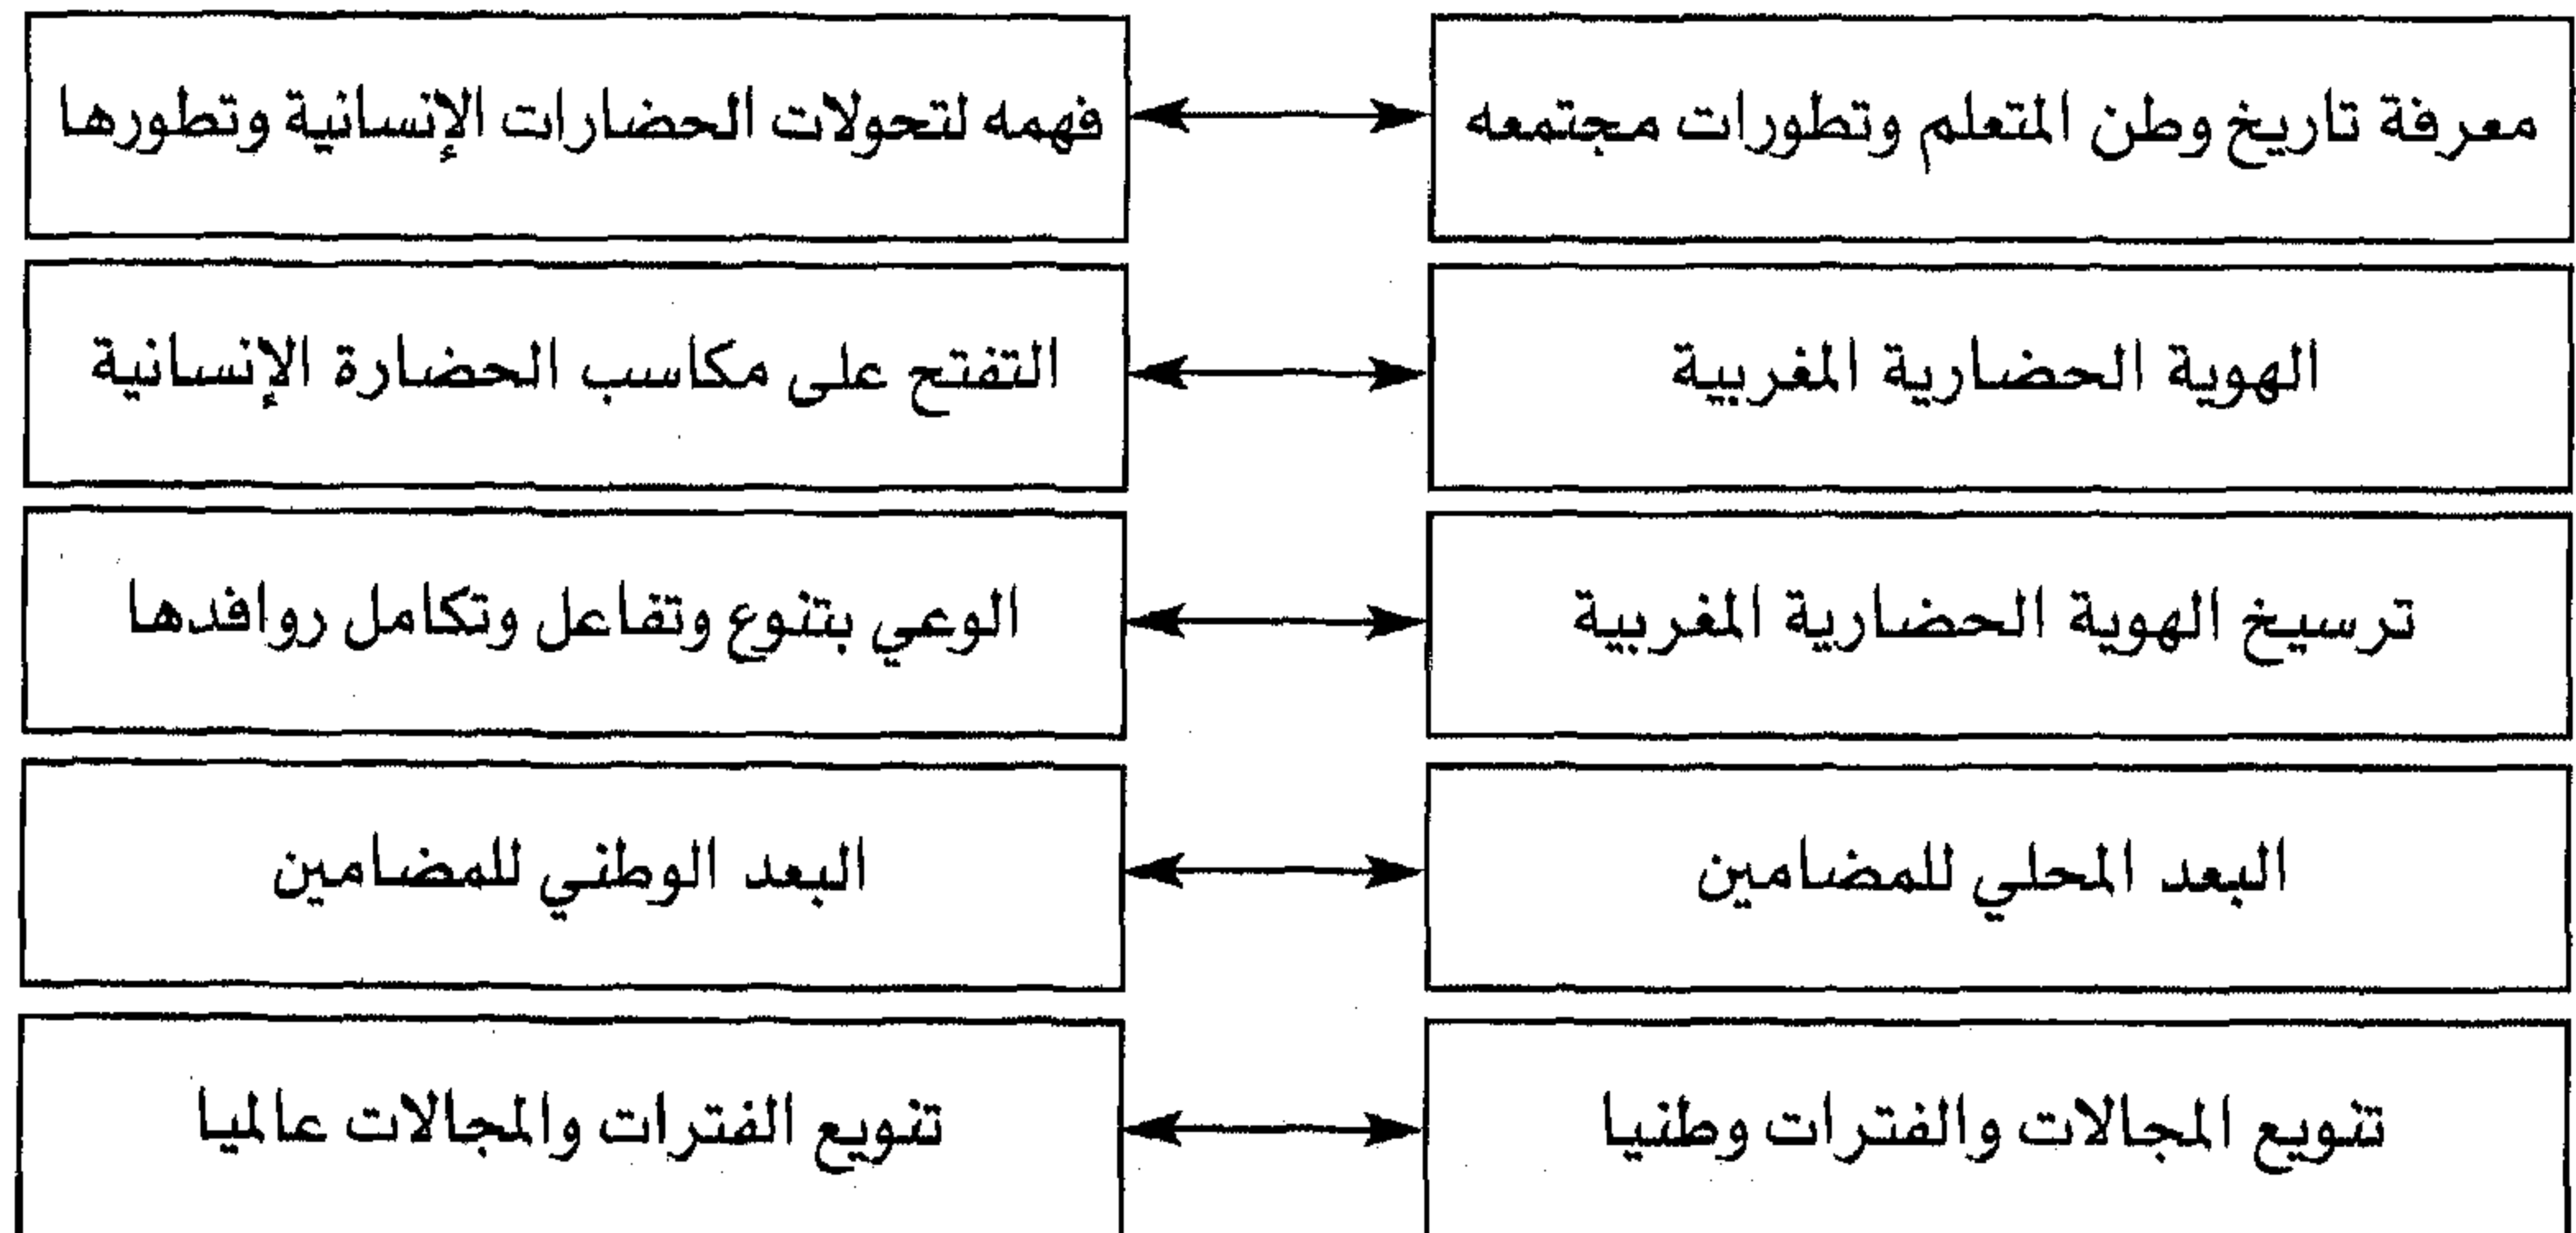 معرفة تاريخ وطن المتعلم وتطورات مجتمعه
فهمه لتحولات الحضارات الإنسانية وتطورها
الهوية الحضارية المغربية
التفتح على مكاسب الحضارة الإنسانية
ترسيخ الهوية الحضارية المغربية
الوعي بتنوع وتفاعل وتكامل روافدها
البعد المحلي للمضامين
البعد الوطني للمضامين
تنويع المجالات والفترات وطنيا
تنويع الفترات والمجالات عالميا